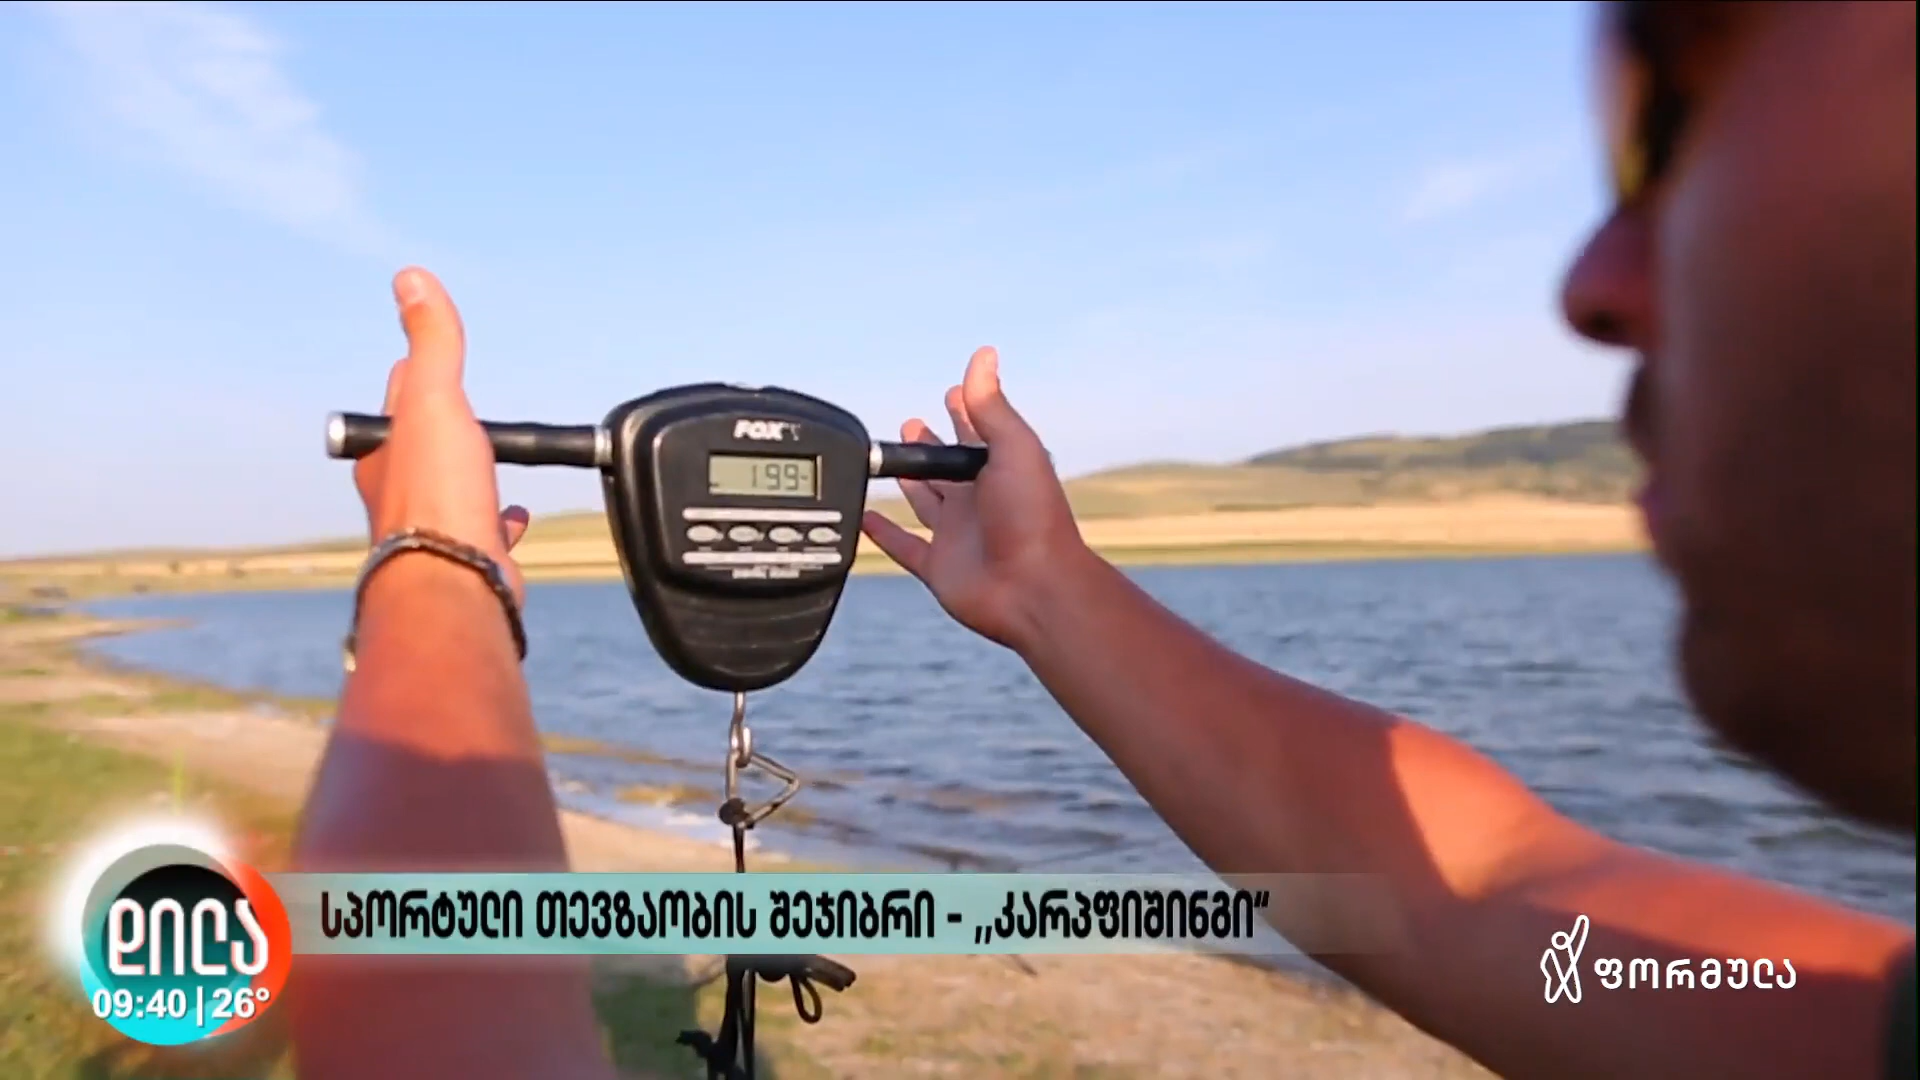 FOX
199
სპორტული თევზაობის შეჯიბრი - ,,კარპფიშინგი“
დილა
09:40 | 26°
ფორმულა